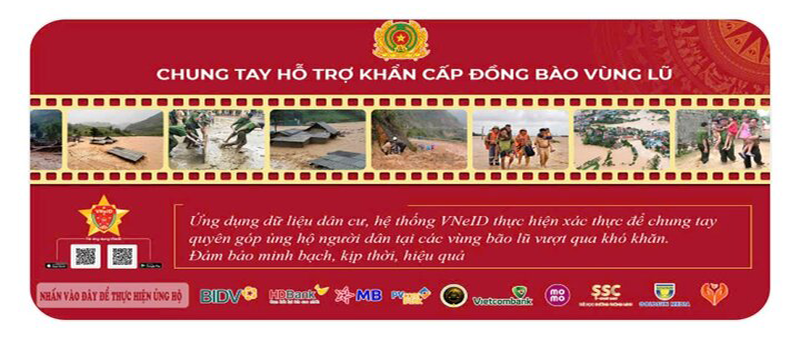 CHUNG TAY HỖ TRỢ KHẨN CẤP ĐỒNG BÀO VÙNG LŨ
VNeID
Ứng dụng dữ liệu dân cư, hệ thống VNeID thực hiện xác thực để chung tay
quyên góp ủng hộ người dân tại các vùng bão lũ vượt qua khó khăn.
Đảm bảo minh bạch, kịp thời, hiệu quả
NHẤN VÀO ĐÂY ĐỂ THỰC HIỆN ỦNG HỘ
BIDV
HDBank
MB
Vietcombank
momo
SSC